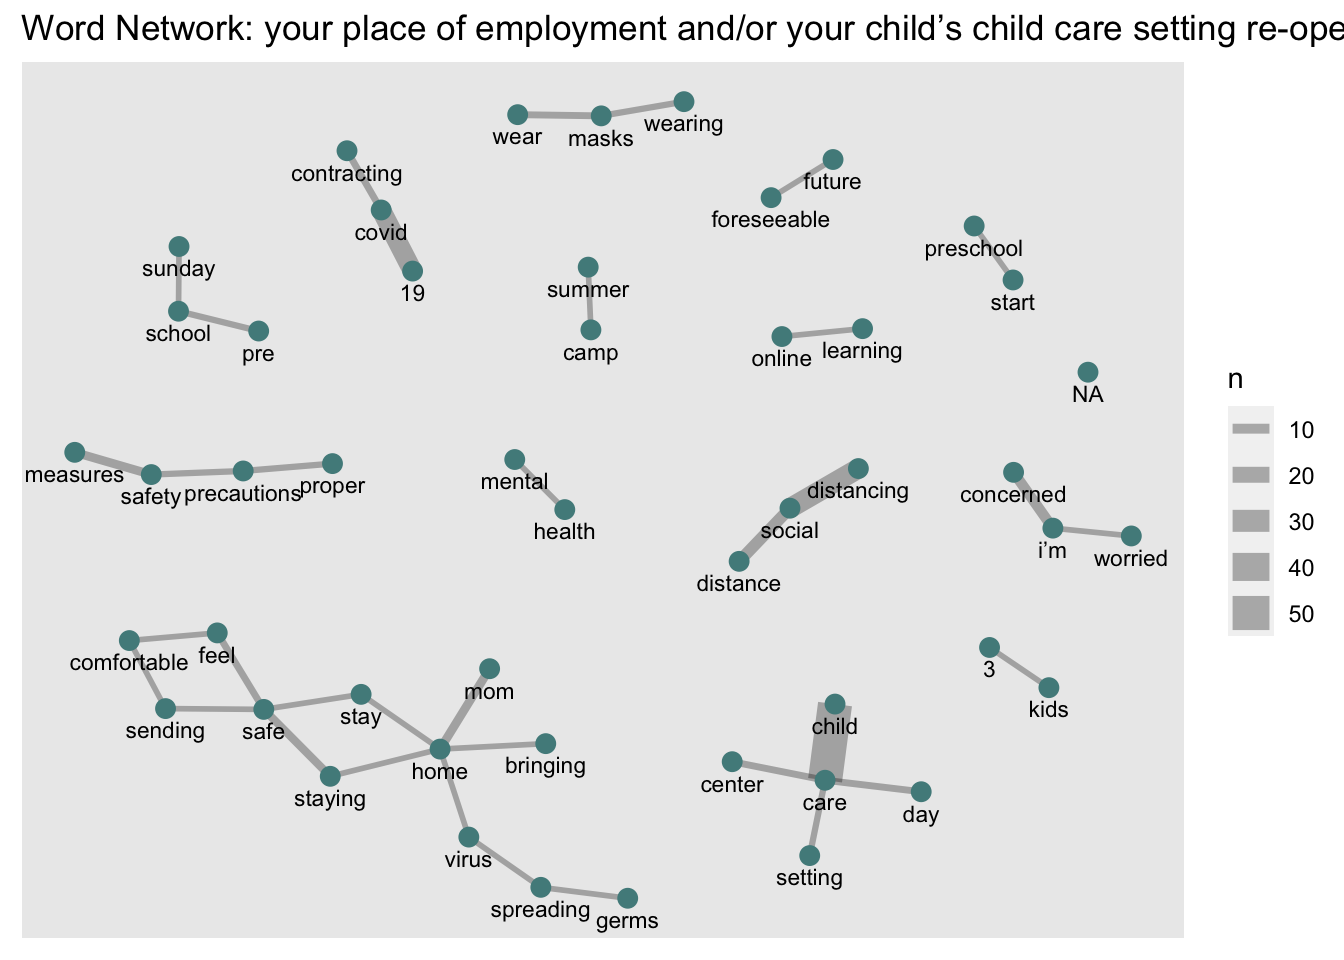 Word Network: your place of employment and/or your child’s child care setting re-ope
wear
masks
wearing
contracting
covid
19
future
foreseeable
preschool
start
sunday
school
pre
summer
camp
online
learning
NA
measures
safety
precautions
proper
mental
health
distancing
social
distance
concerned
i’m
worried
comfortable
feel
sending
safe
stay
staying
mom
home
bringing
virus
spreading
germs
3
kids
child
center
care
day
setting
n
10
20
30
40
50